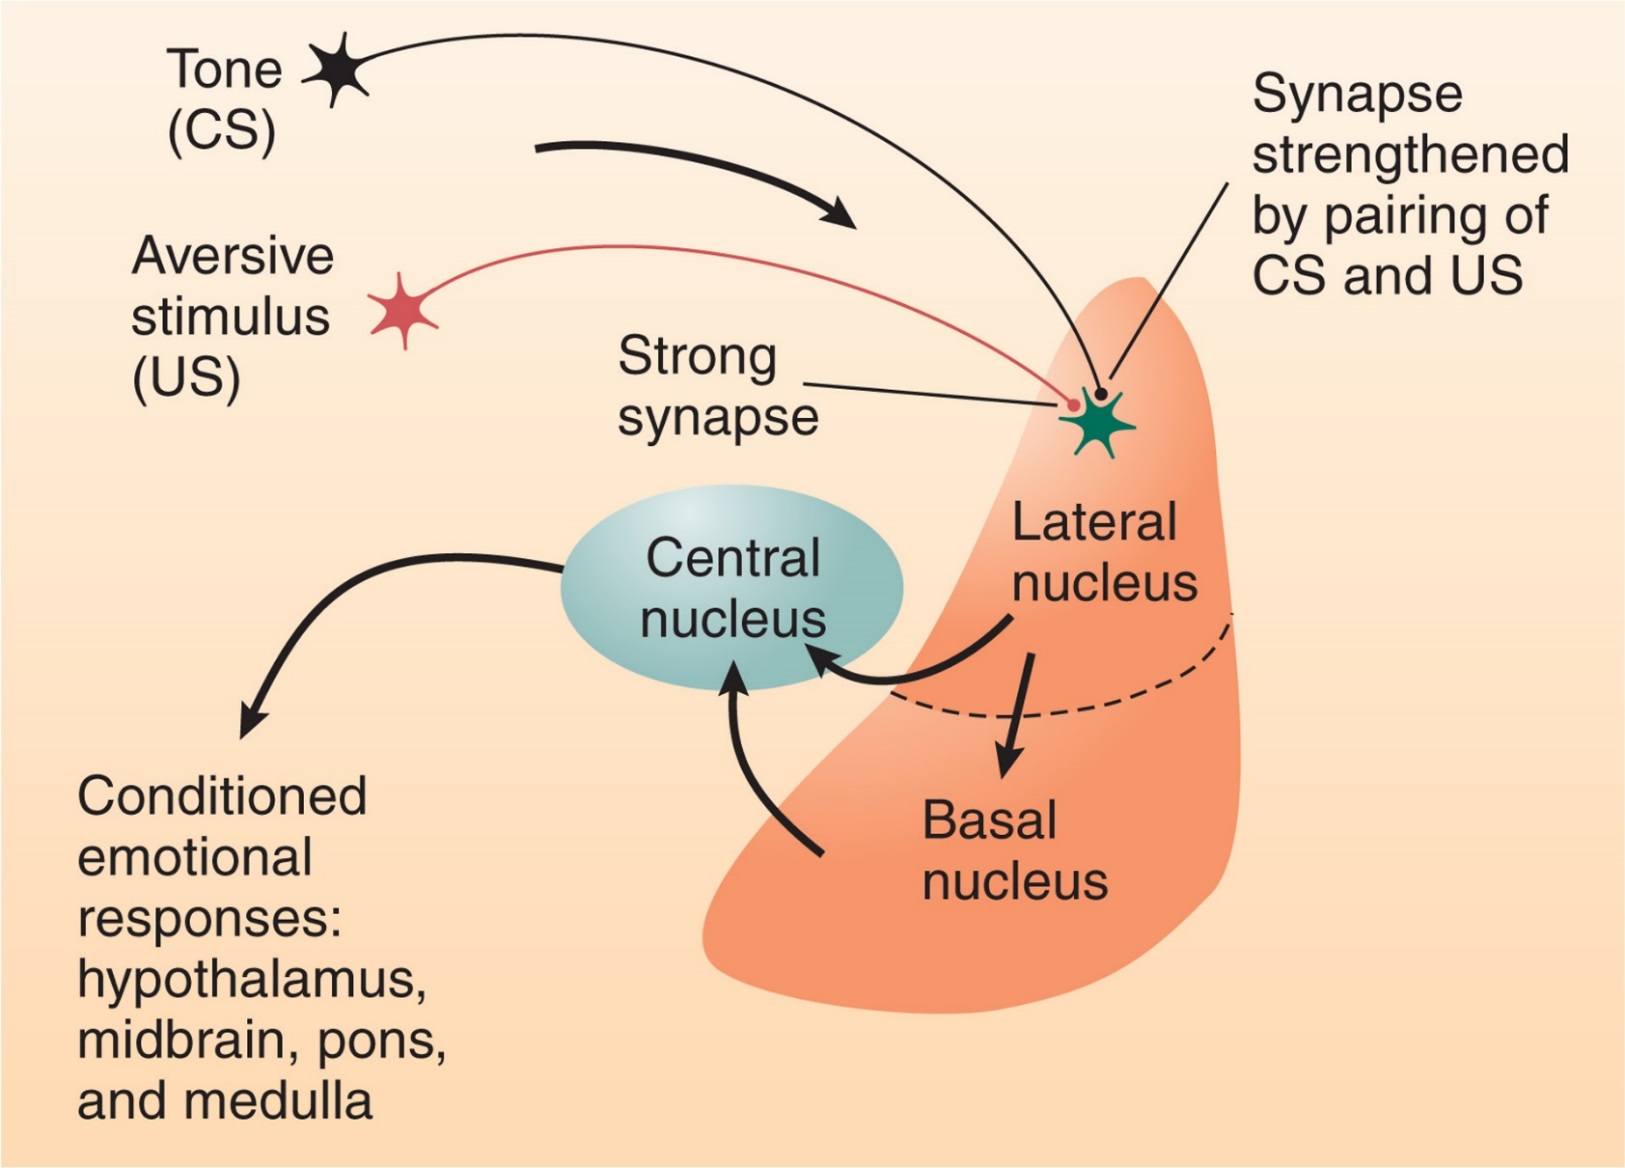 Tone
(CS)
Synapse
strengthened
by pairing of
CS and US
Aversive
stimulus
(US)
Strong
synapse
Central
nucleus
Lateral
nucleus
Basal
nucleus
Conditioned
emotional
responses:
hypothalamus,
midbrain, pons,
and medulla